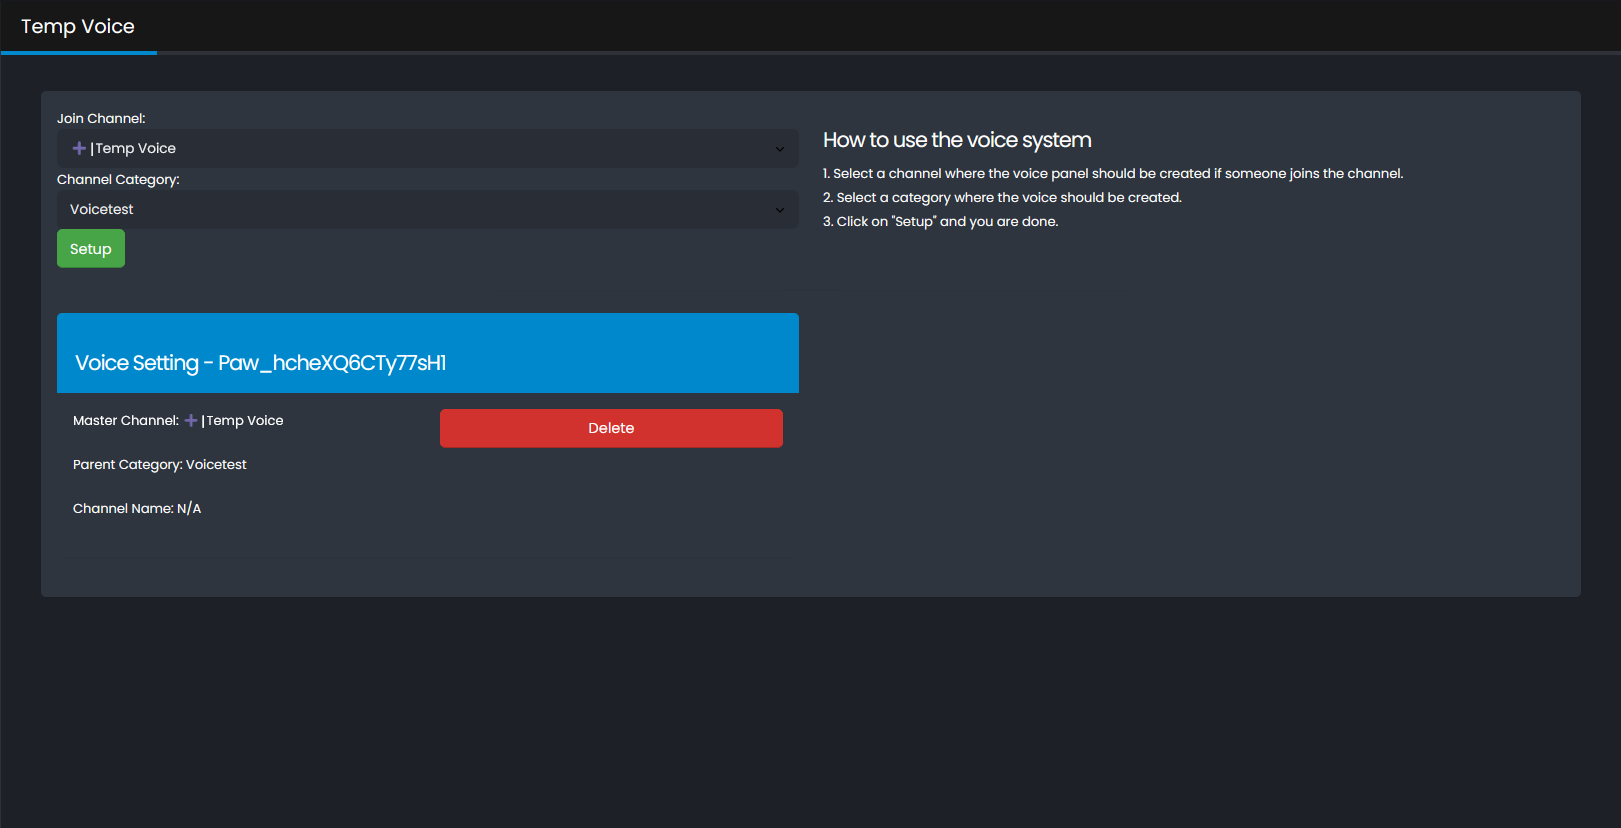 Temp Voice
Join Channel:
➕ |Temp Voice
Channel Category:
Voicetest
Setup
How to use the voice system
1. Select a channel where the voice panel should be created if someone joins the channel.
2. Select a category where the voice should be created.
3. Click on "Setup" and you are done.
Voice Setting - Paw_hcheXQ6CTy77sH1
Master Channel: ➕ |Temp Voice
Delete
Parent Category: Voicetest
Channel Name: N/A